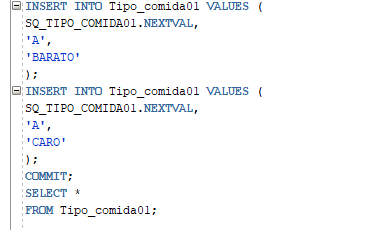 INSERT INTO Tipo_comida01 VALUES (
SQ_TIPO_COMIDA01.NEXTVAL,
'A',
'BARATO'
);
INSERT INTO Tipo_comida01 VALUES (
SQ_TIPO_COMIDA01.NEXTVAL,
'A',
'CARO'
);
COMMIT;
SELECT *
FROM Tipo_comida01;